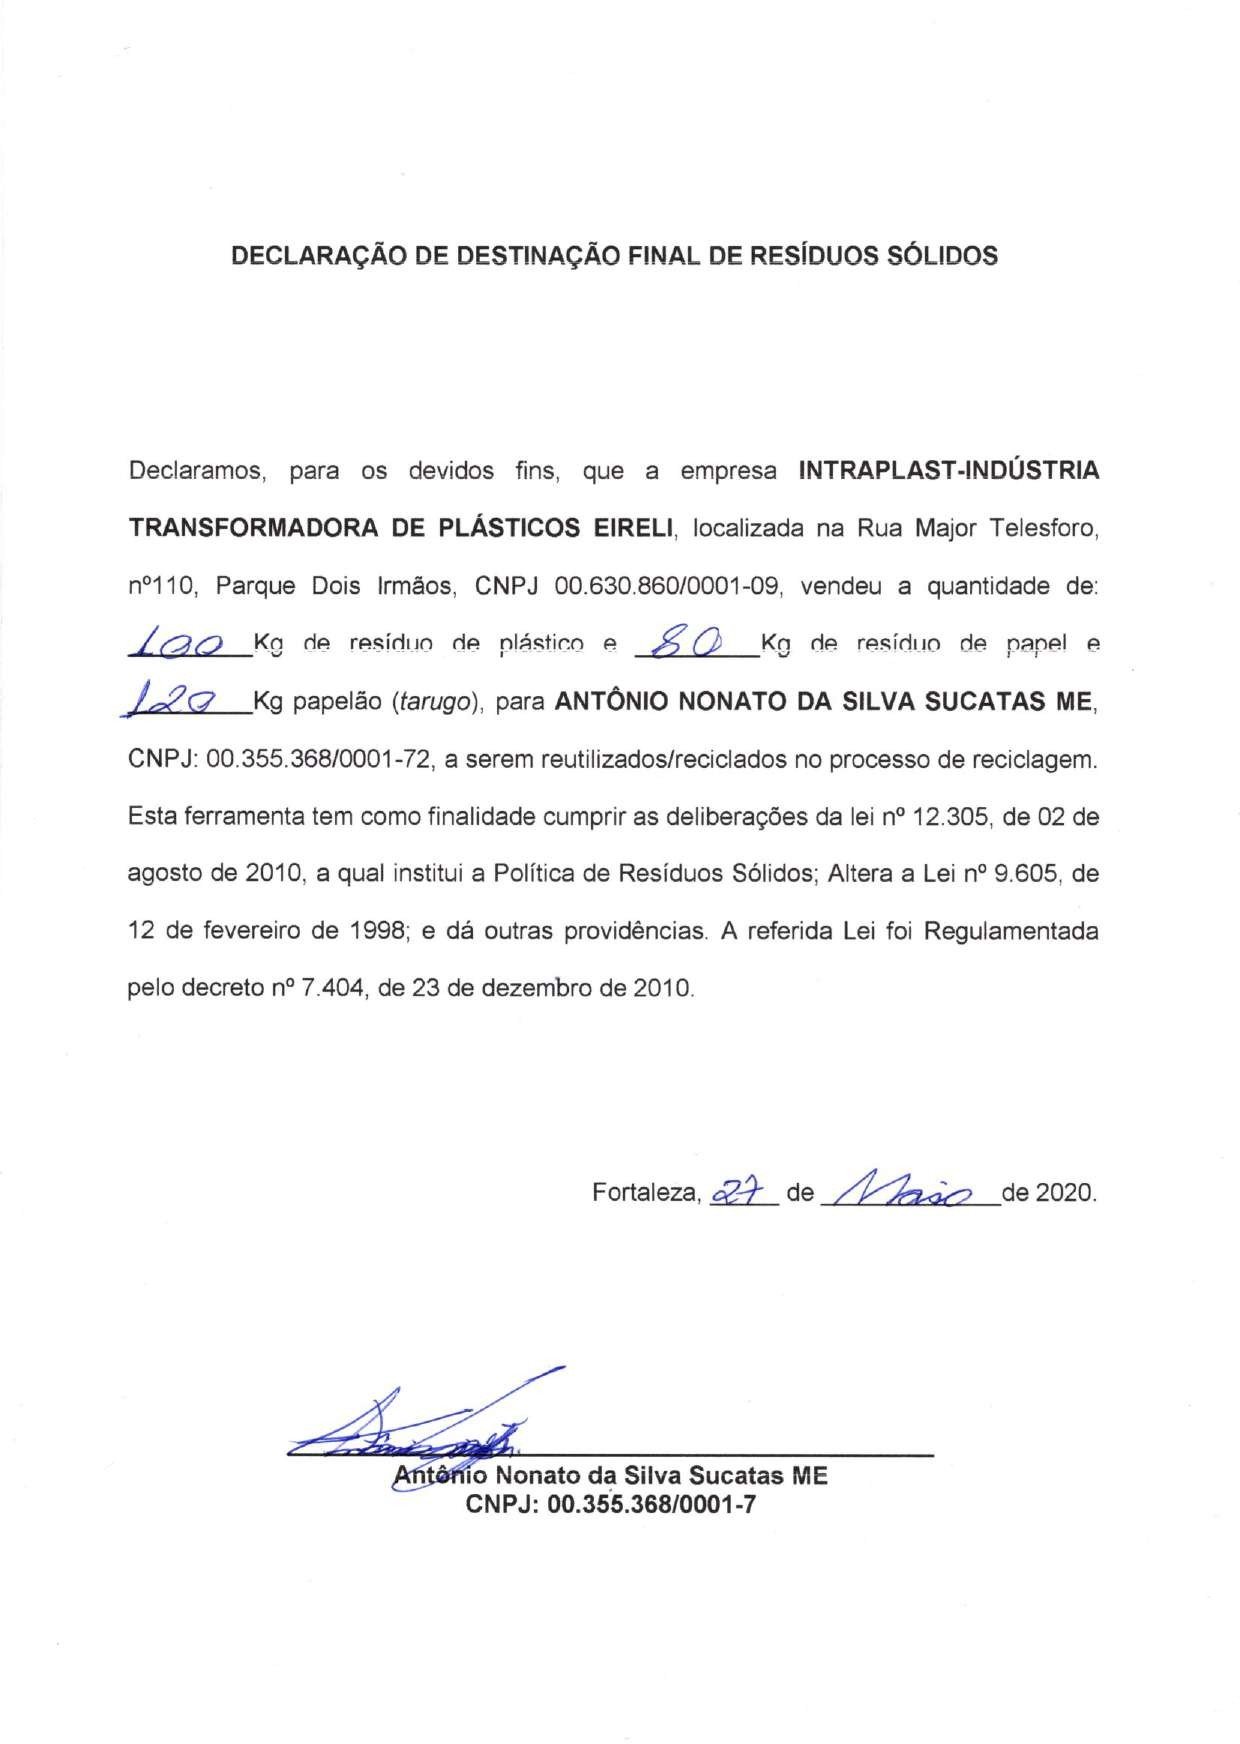 DECLARAÇÃO DE DESTINAÇÃO FINAL DE RESÍDUOS SÓLIDOS
Declaramos, para os devidos fins, que a empresa INTRAPLAST-INDÚSTRIA
TRANSFORMADORA DE PLÁSTICOS EIRELI, localizada na Rua Major Telesforo,
nº110, Parque Dois Irmãos, CNPJ 00.630.860/0001-09, vendeu a quantidade de:
100 Kg de resíduo de plástico e 80 Kg de resíduo de papel e
120 Kg papelão (tarugo), para ANTÔNIO NONATO DA SILVA SUCATAS ME,
CNPJ: 00.355.368/0001-72, a serem reutilizados/reciclados no processo de reciclagem.
Esta ferramenta tem como finalidade cumprir as deliberações da lei nº 12.305, de 02 de
agosto de 2010, a qual institui a Política de Resíduos Sólidos; Altera a Lei nº 9.605, de
12 de fevereiro de 1998; e dá outras providências. A referida Lei foi Regulamentada
pelo decreto nº 7.404, de 23 de dezembro de 2010.
Fortaleza, 27 de Maio de 2020.
Antônio Nonato da Silva Sucatas ME
CNPJ: 00.355.368/0001-7